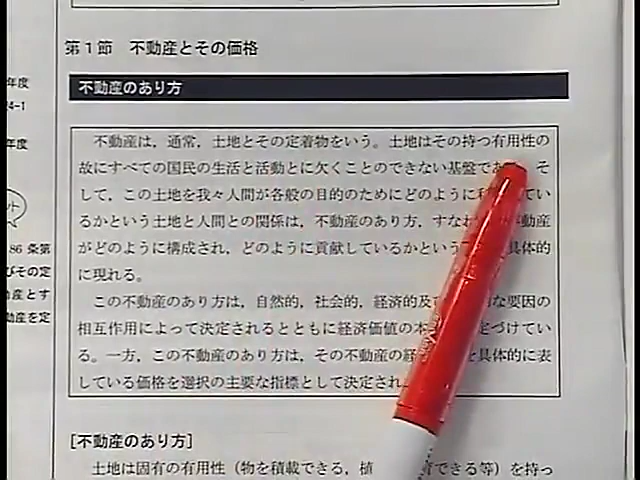 第1節 不動産とその価格
不動産のあり方
不動産は，通常，土地とその定着物をいう。土地はその持つ有用性の
故にすべての国民の生活と活動とに欠くことのできない基盤であ そ
して，この土地を我々人間が各般の目的のためにどのように利 てい
るかという土地と人間との関係は，不動産のあり方，すなわ 不動産
がどのように構成され，どのように貢献しているかという 具体的
に現れる。
この不動産のあり方は，自然的，社会的，経済的及び な要因の
相互作用によって決定されるとともに経済価値の本 定づけてい
る。一方，この不動産のあり方は，その不動産の経 を具体的に表
している価格を選択の主要な指標として決定され
[不動産のあり方]
土地は固有の有用性（物を積載できる，植 育できる等）を持っ
年度
24-1
年度
ント
86 条第
びその定
動産とす
動産を定